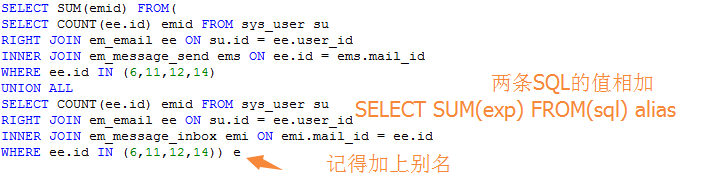 SELECT SUM(emid) FROM(
SELECT COUNT(ee.id) emid FROM sys_user su
RIGHT JOIN em_email ee ON su.id = ee.user_id
INNER JOIN em_message_send ems ON ee.id = ems.mail_id
WHERE ee.id IN (6,11,12,14)
UNION ALL
SELECT COUNT(ee.id) emid FROM sys_user su
RIGHT JOIN em_email ee ON su.id = ee.user_id
INNER JOIN em_message_inbox emi ON emi.mail_id = ee.id
WHERE ee.id IN (6,11,12,14)) e
两条SQL的值相加
SELECT SUM(exp) FROM(sql) alias
记得加上别名